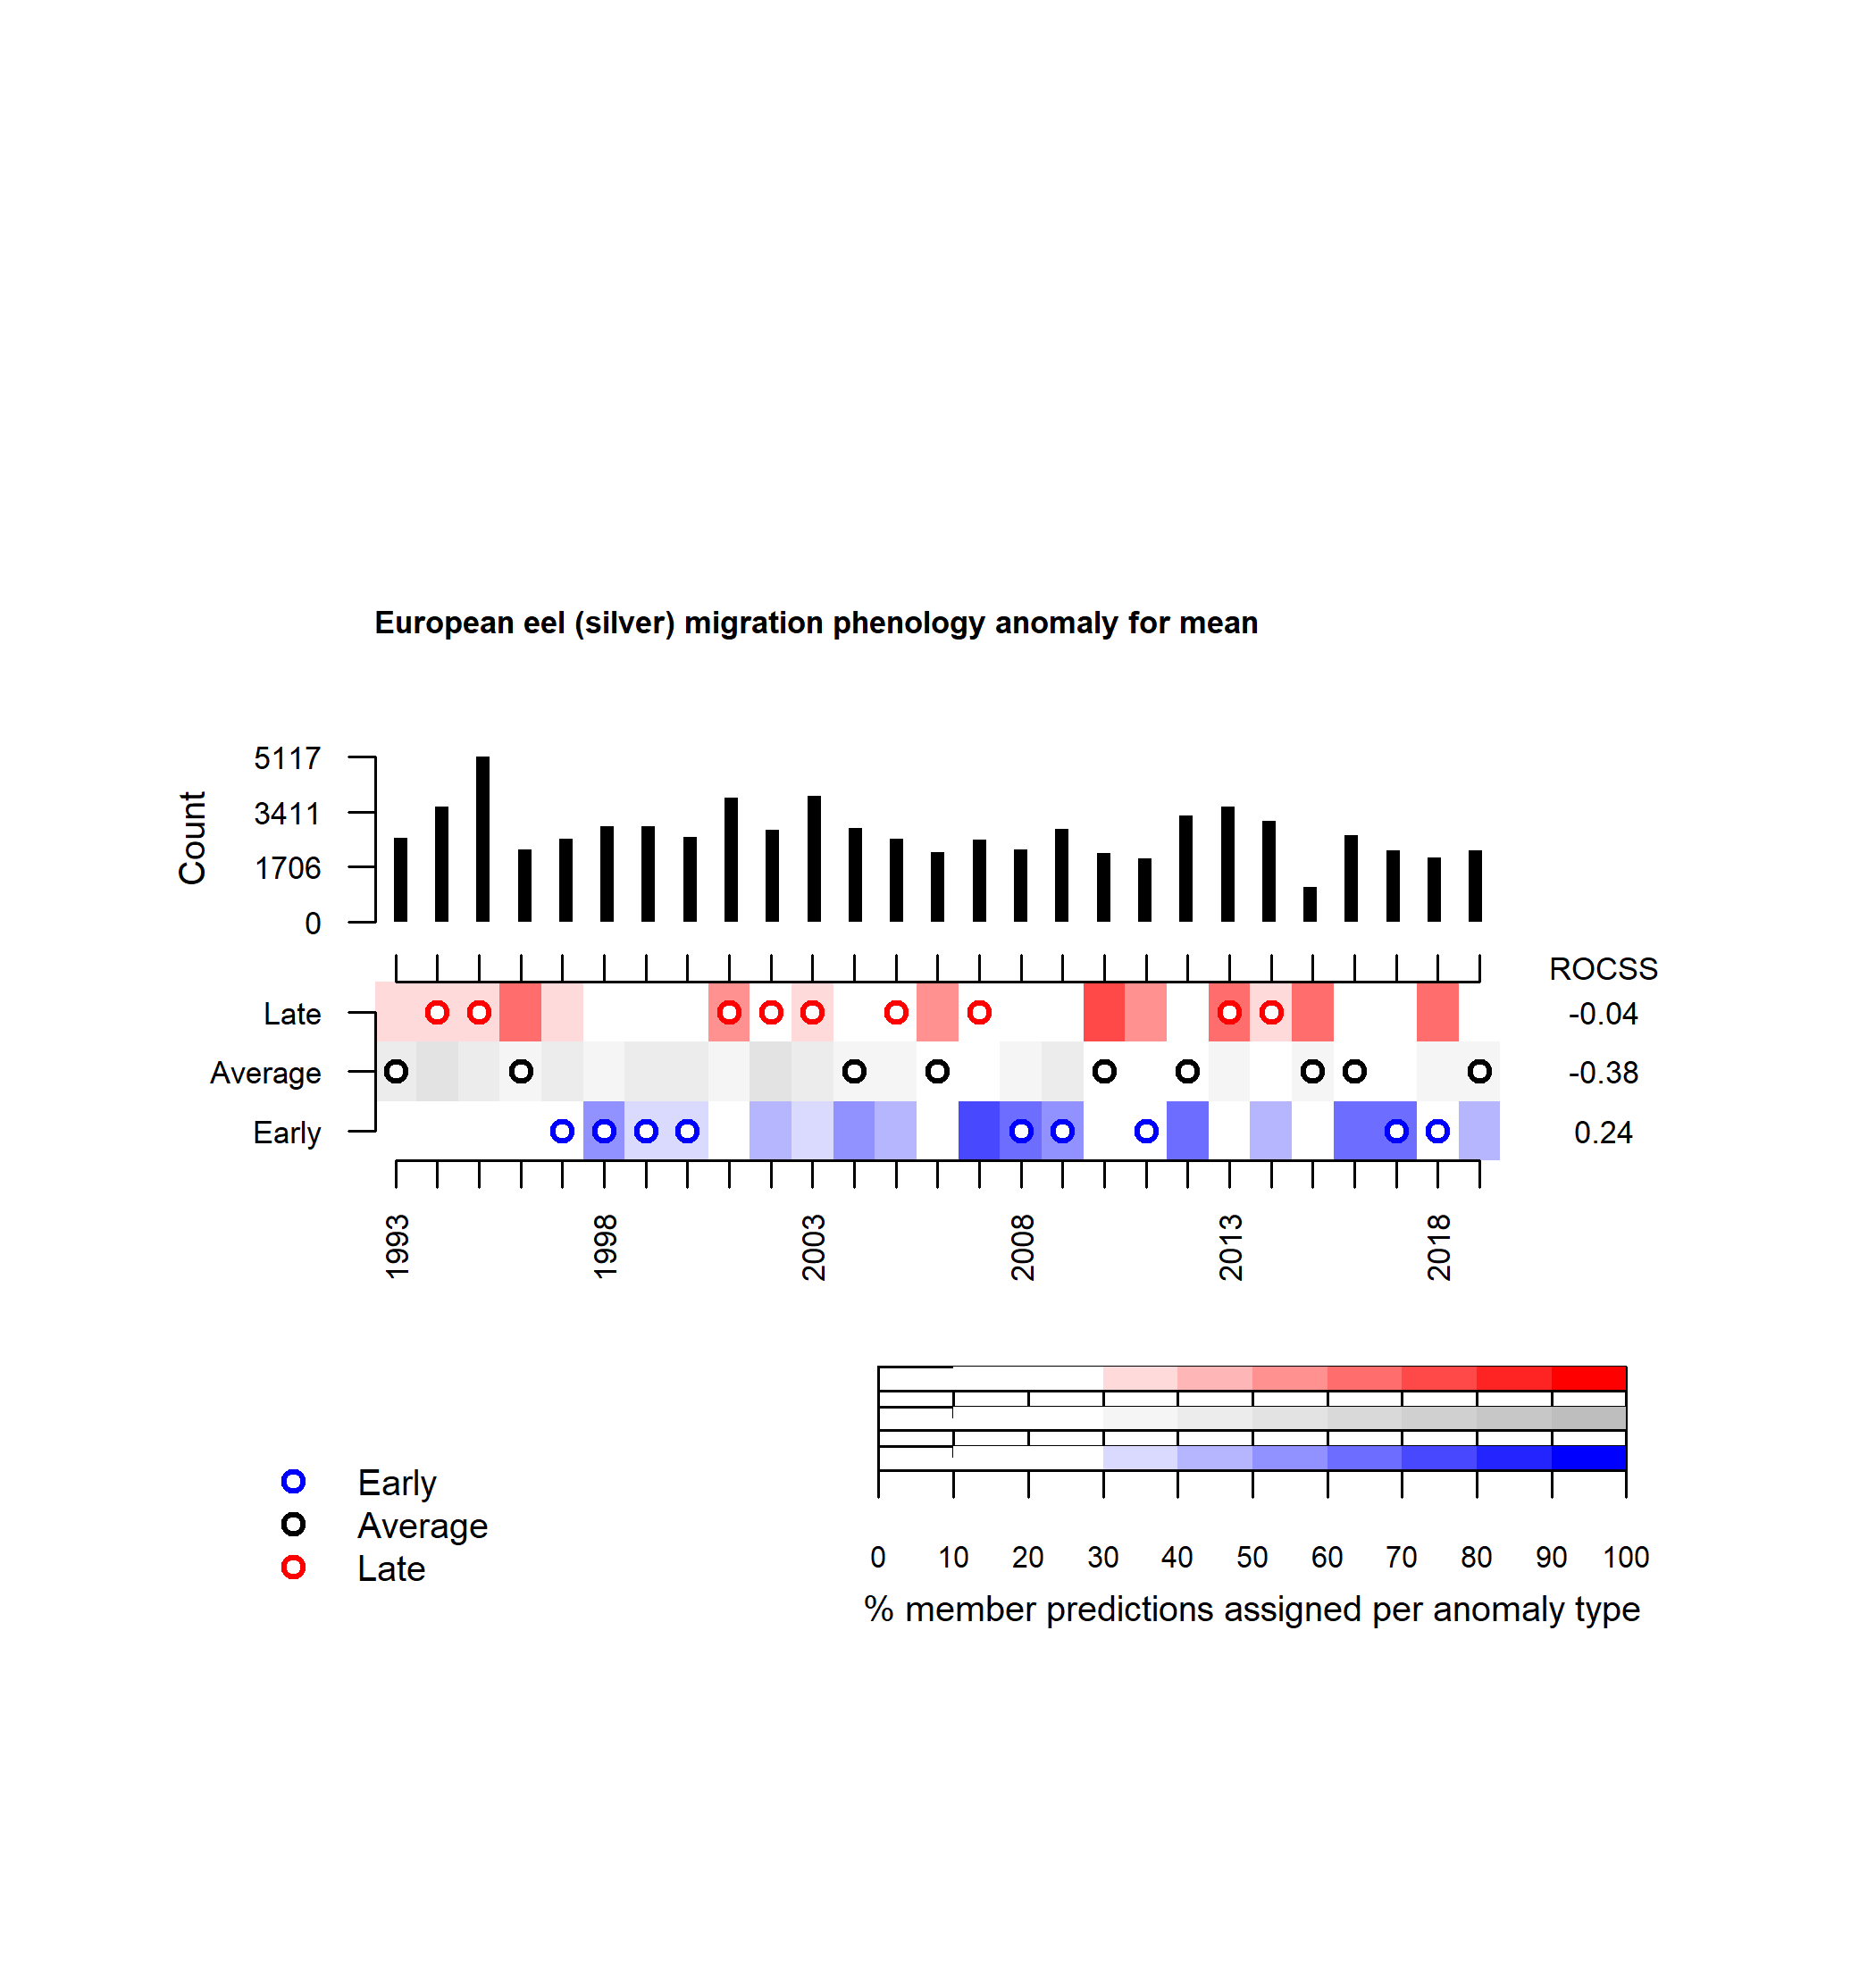 European eel (silver) migration phenology anomaly for mean
Count
5117
3411
1706
0
ROCSS
Late
-0.04
Average
-0.38
Early
0.24
1993
1998
2003
2008
2013
2018
Early
Average
Late
0 10 20 30 40 50 60 70 80 90 100
% member predictions assigned per anomaly type